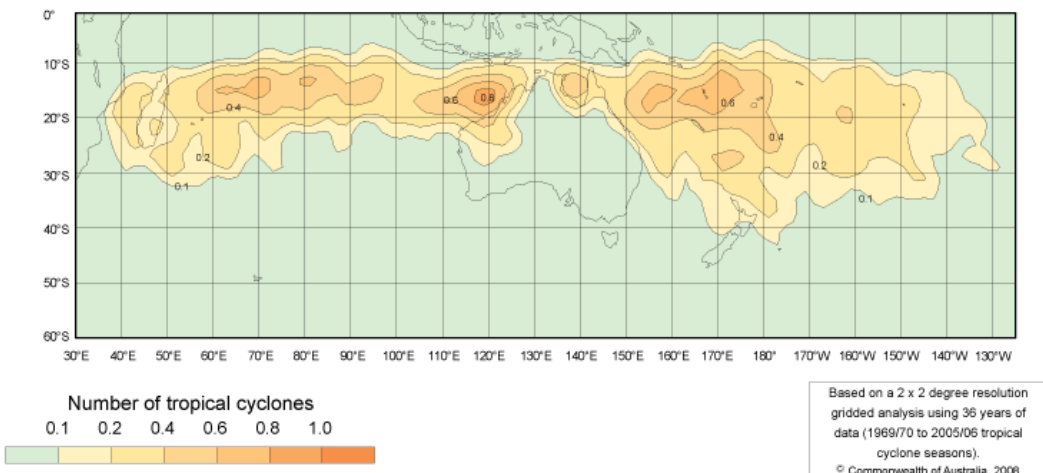 0°
10°S
20°S
30°S
40°S
50°S
60°S
0.4
0.6
0.8
0.6
0.4
0.2
0.2
0.1
0.1
30°E 40°E 50°E 60°E 70°E 80°E 90°E 100°E 110°E 120°E 130°E 140°E 150°E 160°E 170°E 180° 170°W 160°W 150°W 140°W 130°W
Number of tropical cyclones
0.1 0.2 0.4 0.6 0.8 1.0
Based on a 2 x 2 degree resolution
gridded analysis using 36 years of
data (1969/70 to 2005/06 tropical
cyclone seasons).
© Commonwealth of Australia, 2008